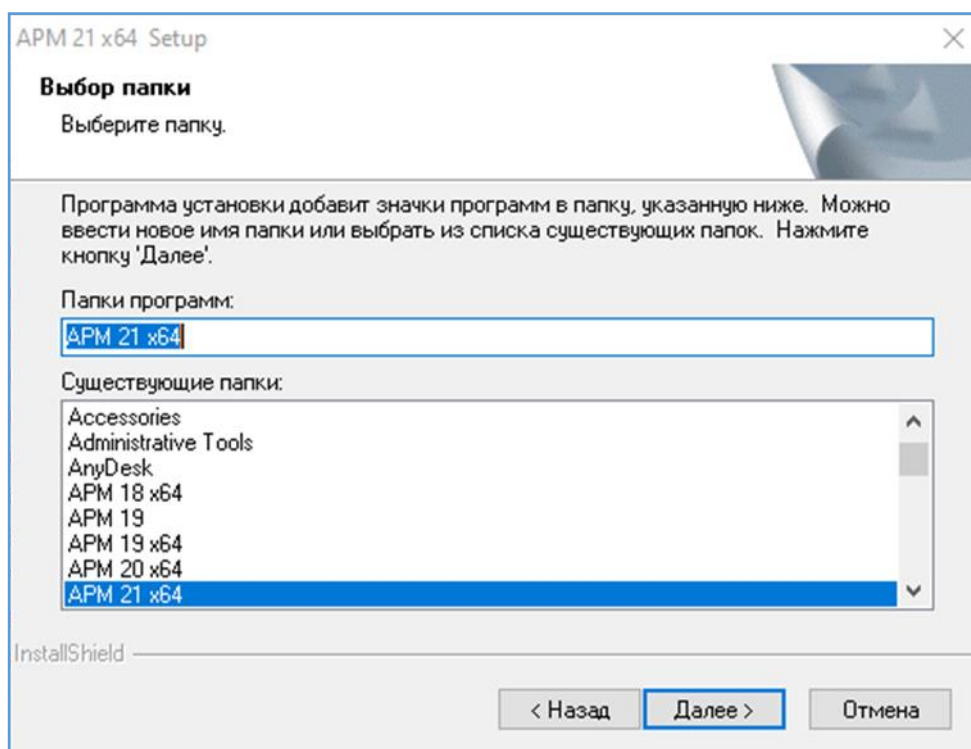 APM 21 x64  Setup
Выбор папки
Выберите папку.
Программа установки добавит значки программ в папку, указанную ниже.  Можно
ввести новое имя папки или выбрать из списка существующих папок.  Нажмите
кнопку 'Далее'.
Папки программ:
APM 21 x64
Существующие папки:
Accessories
Administrative Tools
AnyDesk
APM 18 x64
APM 19
APM 19 x64
APM 20 x64
APM 21 x64
InstallShield
< Назад
Далее >
Отмена